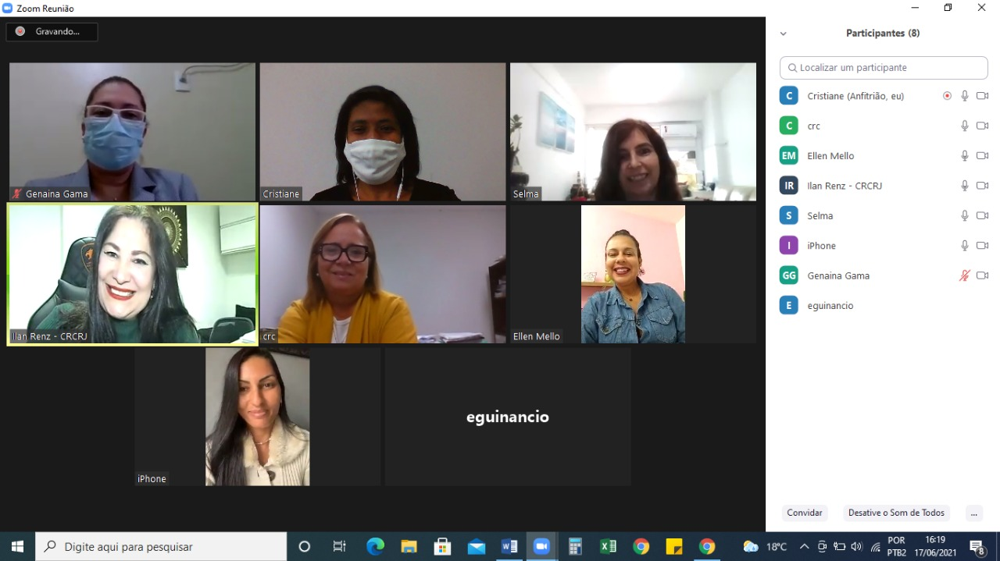 Zoom Reunião
Gravando...
Genaina Gama
Cristiane
Selma
Ilan Renz - CRCRJ
crc
Ellen Mello
iPhone
eguinancio
Participantes (8)
Localizar um participante
C Cristiane (Anfitrião, eu)
C crc
EM Ellen Mello
IR Ilan Renz - CRCRJ
S Selma
I iPhone
GG Genaina Gama
E eguinancio
Convidar Desative o Som de Todos ...
Digite aqui para pesquisar
18°C
POR
PTB2
16:19
17/06/2021
8